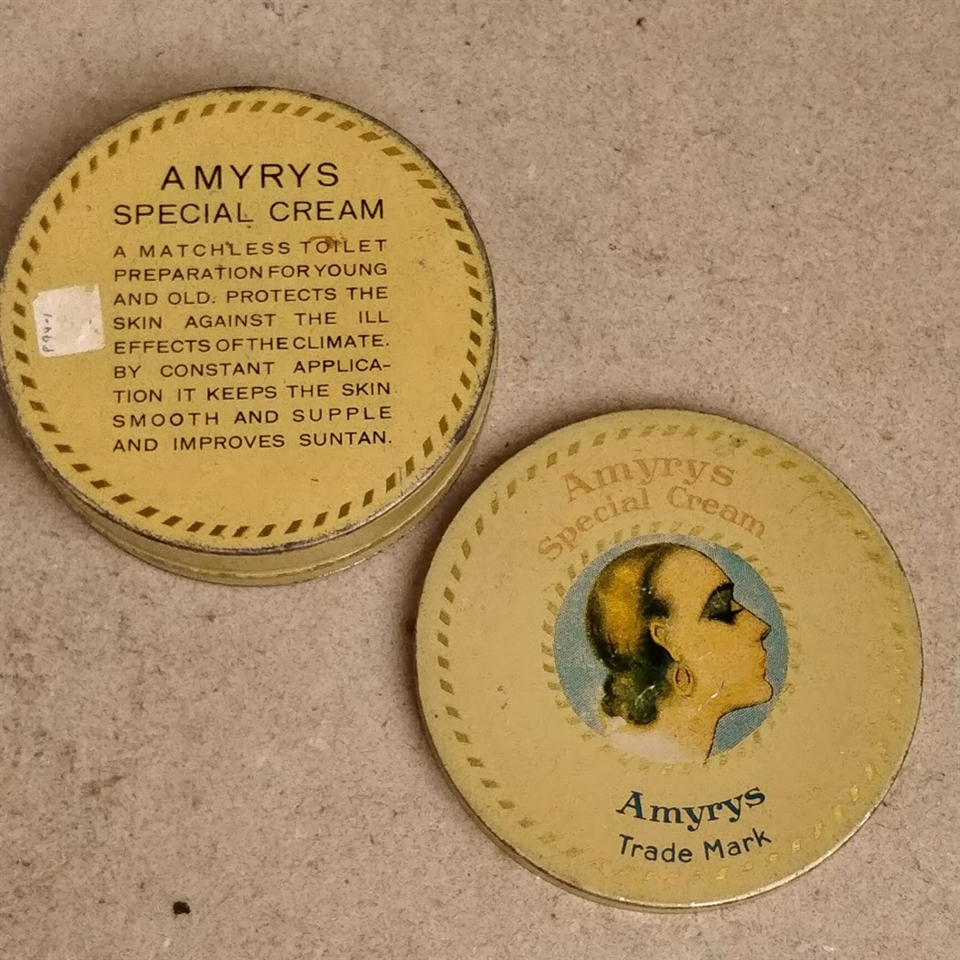 AMYRYS
SPECIAL CREAM
A MATCHLESS TOILET
PREPARATION FOR YOUNG
AND OLD. PROTECTS THE
SKIN AGAINST THE ILL
EFFECTS OF THE CLIMATE.
BY CONSTANT APPLICA-
TION IT KEEPS THE SKIN
SMOOTH AND SUPPLE
AND IMPROVES SUNTAN.
Amyrys
Special Cream
Amyrys
Trade Mark